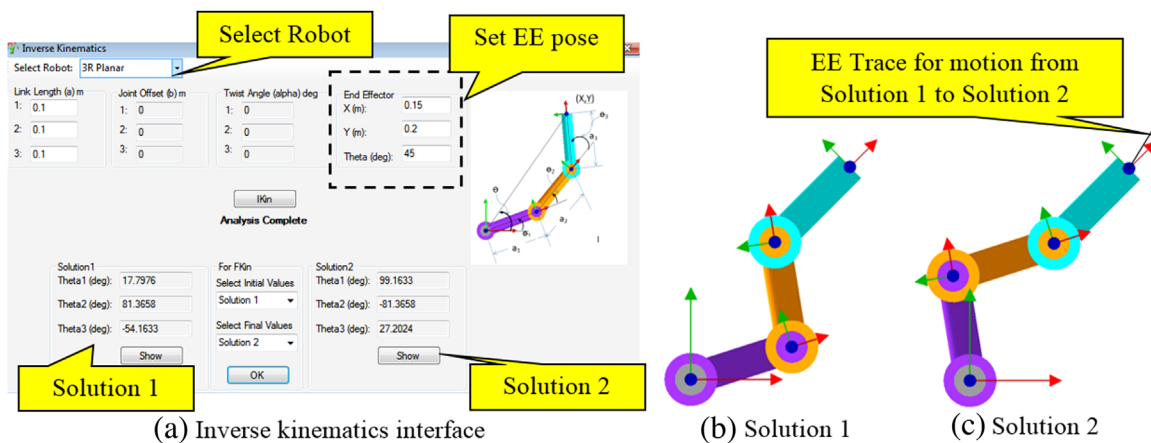 Select Robot
Set EE pose
EE Trace for motion from
Solution 1 to Solution 2
Inverse Kinematics
Select Robot: 3R Planar
Link Length (a) m
1: 0.1
2: 0.1
3: 0.1
Joint Offset (b) m
1: 0
2: 0
3: 0
Twist Angle (alpha) deg
1: 0
2: 0
3: 0
End Effector
X (m): 0.15
Y (m): 0.2
Theta (deg): 45
(X,Y)
ɵ3
a3
ɵ2
a2
ɵ
ɵ1
a1
IKin
Analysis Complete
Solution1
Theta1 (deg): 17.7976
Theta2 (deg): 81.3658
Theta3 (deg): -54.1633
Show
For FKin
Select Initial Values
Solution 1
Select Final Values
Solution 2
OK
Solution2
Theta1 (deg): 99.1633
Theta2 (deg): -81.3658
Theta3 (deg): 27.2024
Show
Solution 1
Solution 2
(a) Inverse kinematics interface
(b) Solution 1
(c) Solution 2